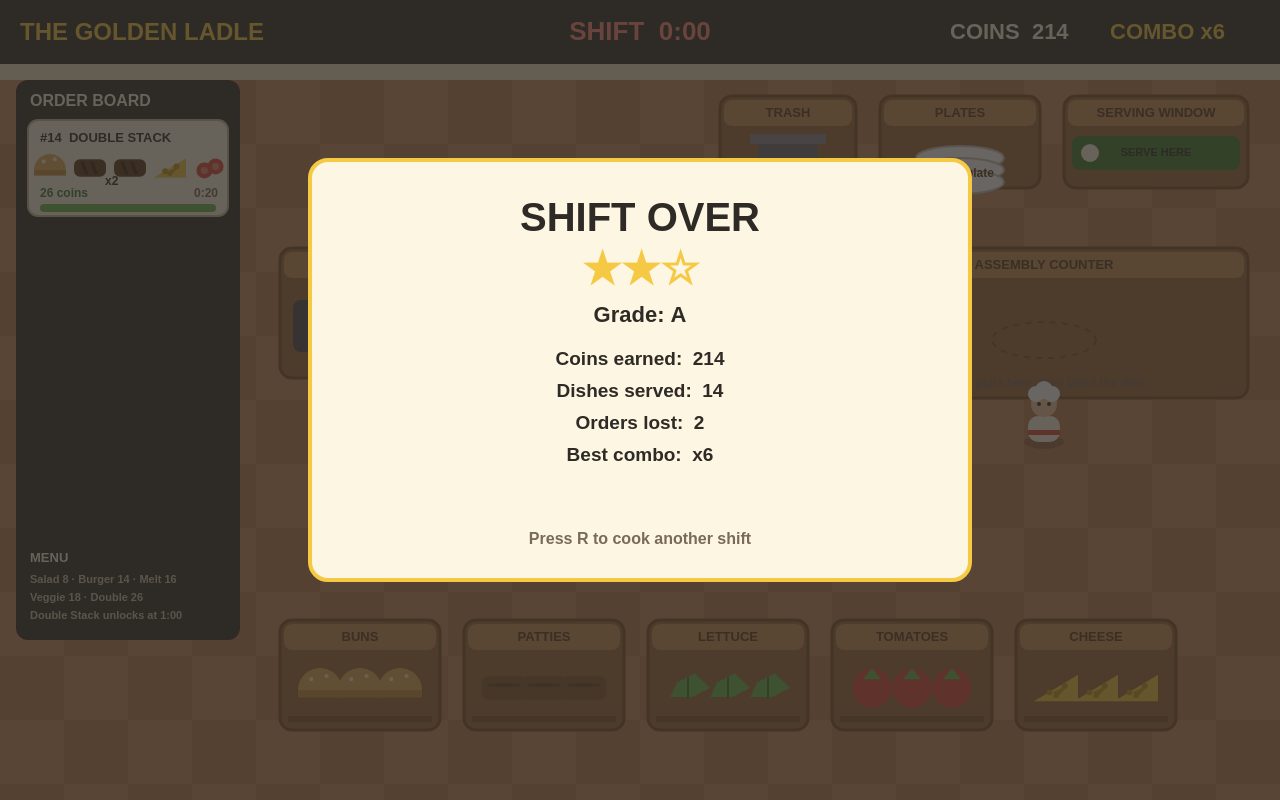 THE GOLDEN LADLE
SHIFT 0:00
COINS 214
COMBO x6
ORDER BOARD
#14 DOUBLE STACK
x2
26 coins
0:20
TRASH
PLATES
SERVING WINDOW
SERVE HERE
ASSEMBLY COUNTER
SHIFT OVER
Grade: A
Coins earned: 214
Dishes served: 14
Orders lost: 2
Best combo: x6
Press R to cook another shift
MENU
Salad 8 · Burger 14 · Melt 16
Veggie 18 · Double 26
Double Stack unlocks at 1:00
BUNS
PATTIES
LETTUCE
TOMATOES
CHEESE